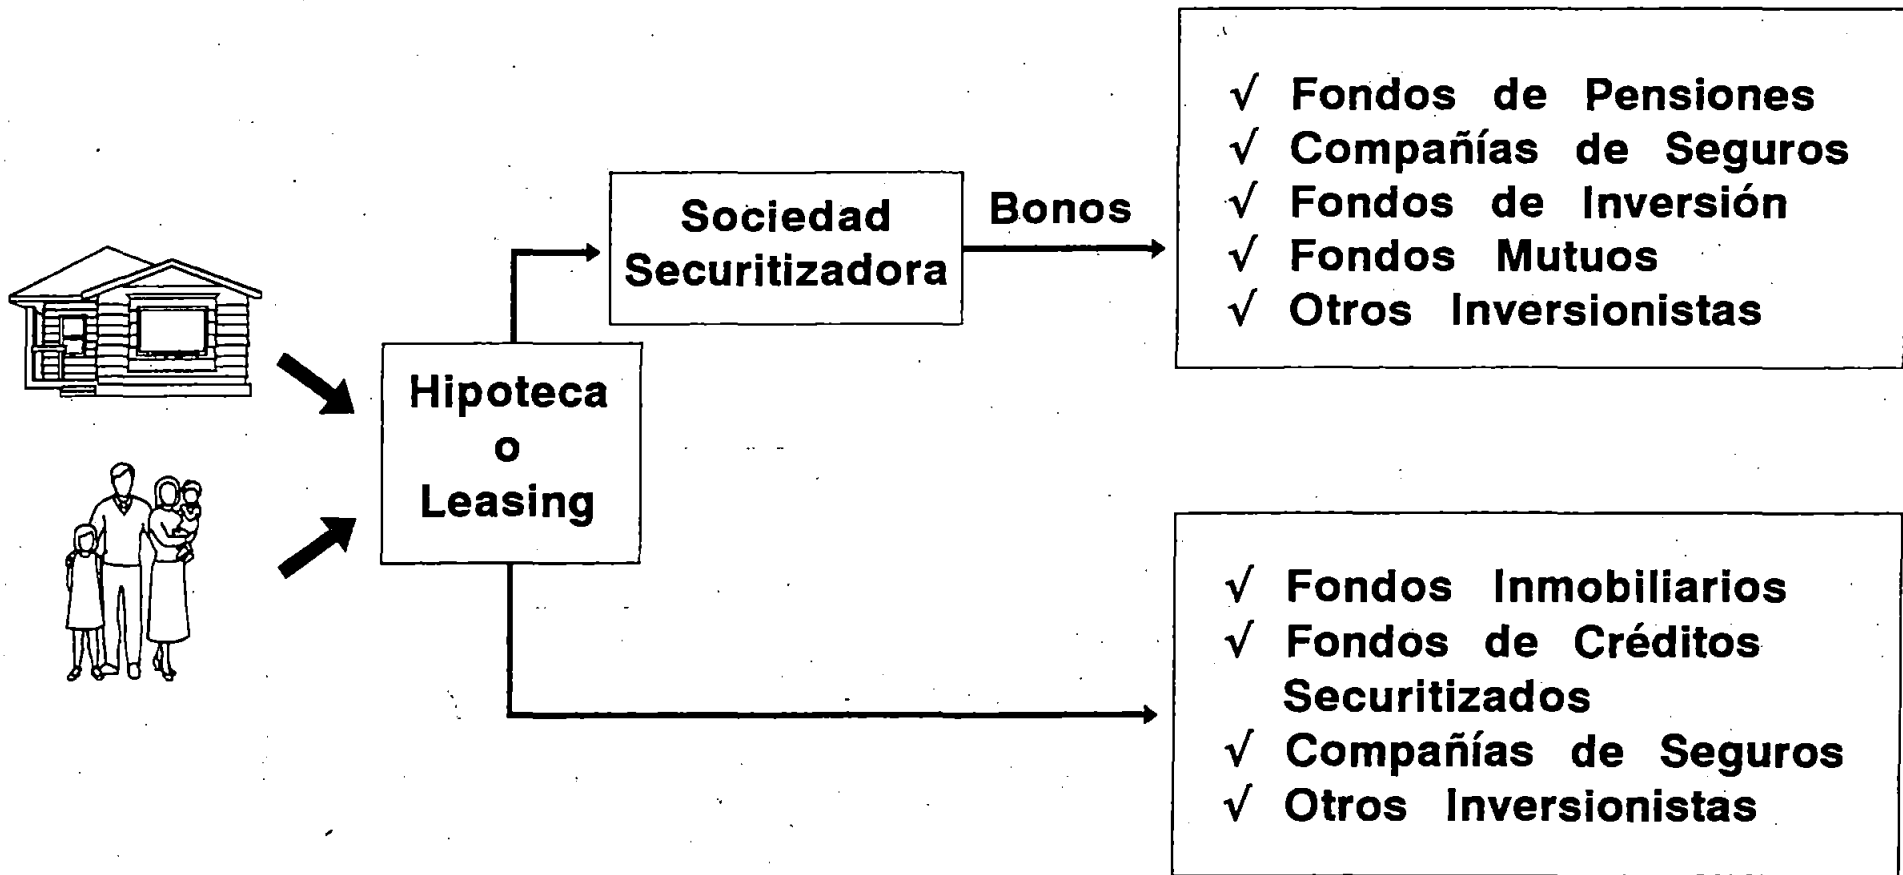 Hipoteca
o
Leasing
Sociedad
Securitizadora
Bonos
√ Fondos de Pensiones
√ Compañías de Seguros
√ Fondos de Inversión
√ Fondos Mutuos
√ Otros Inversionistas
√ Fondos Inmobiliarios
√ Fondos de Créditos
Securitizados
√ Compañías de Seguros
√ Otros Inversionistas